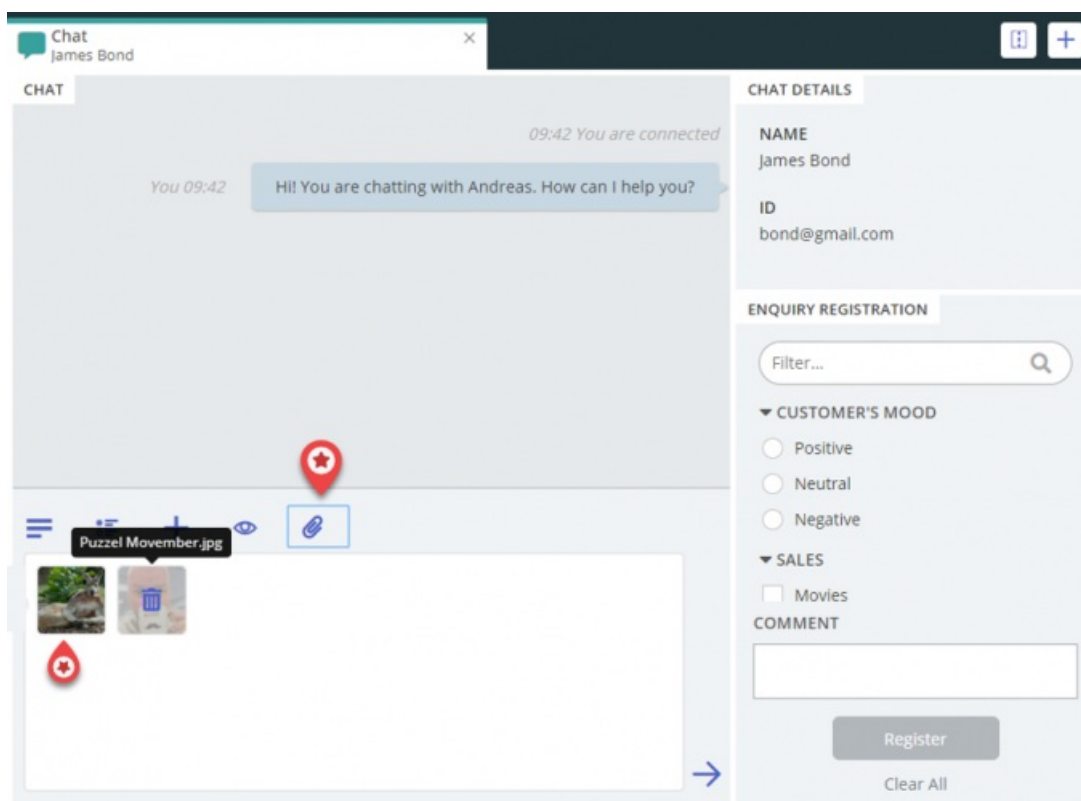 Chat
James Bond
CHAT
09:42 You are connected
You 09:42
Hi! You are chatting with Andreas. How can I help you?
Puzzel Movember.jpg
CHAT DETAILS
NAME
James Bond
ID
bond@gmail.com
ENQUIRY REGISTRATION
Filter...
CUSTOMER'S MOOD
Positive
Neutral
Negative
SALES
Movies
COMMENT
Register
Clear All